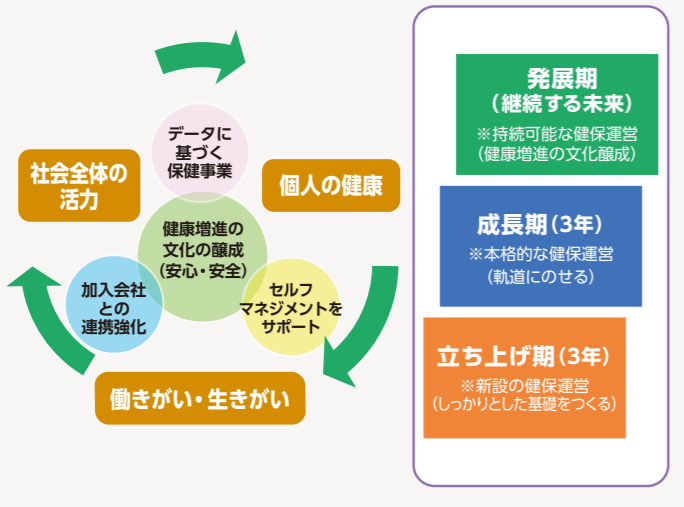 データに
基づく
保健事業
社会全体の
活力
個人の健康
健康増進の
文化の醸成
（安心・安全）
加入会社
との
連携強化
セルフ
マネジメントを
サポート
働きがい・生きがい
発展期
（継続する未来）
※持続可能な健保運営
（健康増進の文化醸成）
成長期（3年）
※本格的な健保運営
（軌道にのせる）
立ち上げ期（3年）
※新設の健保運営
（しっかりとした基礎をつくる）